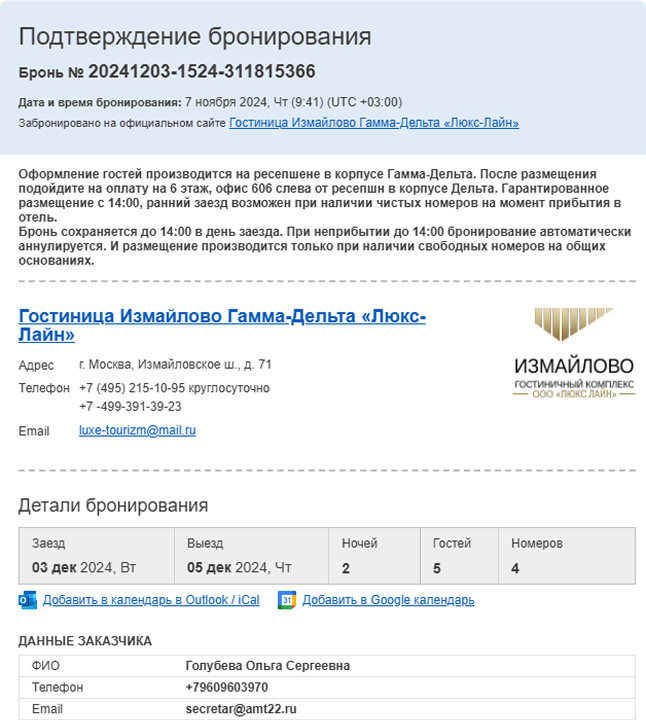 Подтверждение бронирования
Бронь № 20241203-1524-311815366
Дата и время бронирования: 7 ноября 2024, Чт (9:41) (UTC +03:00)
Забронировано на официальном сайте Гостиница Измайлово Гамма-Дельта «Люкс-Лайн»
Оформление гостей производится на ресепшене в корпусе Гамма-Дельта. После размещения
подойдите на оплату на 6 этаж, офис 606 слева от ресепшн в корпусе Дельта. Гарантированное
размещение с 14:00, ранний заезд возможен при наличии чистых номеров на момент прибытия в
отель.
Бронь сохраняется до 14:00 в день заезда. При неприбытии до 14:00 бронирование автоматически
аннулируется. И размещение производится только при наличии свободных номеров на общих
основаниях.
Гостиница Измайлово Гамма-Дельта «Люкс-
Лайн»
Адрес г. Москва, Измайловское ш., д. 71
Телефон +7 (495) 215-10-95 круглосуточно
+7 -499-391-39-23
Email luxe-tourizm@mail.ru
ИЗМАЙЛОВО
ГОСТИНИЧНЫЙ КОМПЛЕКС
ООО «ЛЮКС ЛАЙН»
Детали бронирования
Заезд Выезд Ночей Гостей Номеров
03 дек 2024, Вт 05 дек 2024, Чт 2 5 4
Добавить в календарь в Outlook / iCal 31 Добавить в Google календарь
ДАННЫЕ ЗАКАЗЧИКА
ФИО Голубева Ольга Сергеевна
Телефон +79609603970
Email secretar@amt22.ru